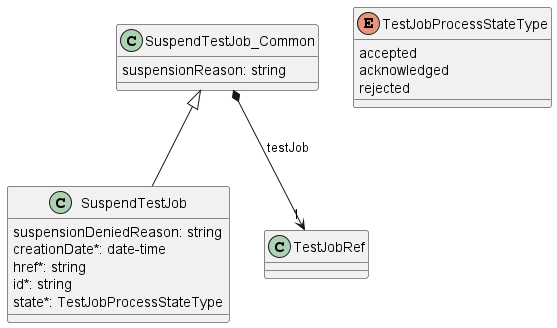 C SuspendTestJob_Common
suspensionReason: string
E TestJobProcessStateType
accepted
acknowledged
rejected
testJob
C SuspendTestJob
suspensionDeniedReason: string
creationDate*: date-time
href*: string
id*: string
state*: TestJobProcessStateType
1
C TestJobRef